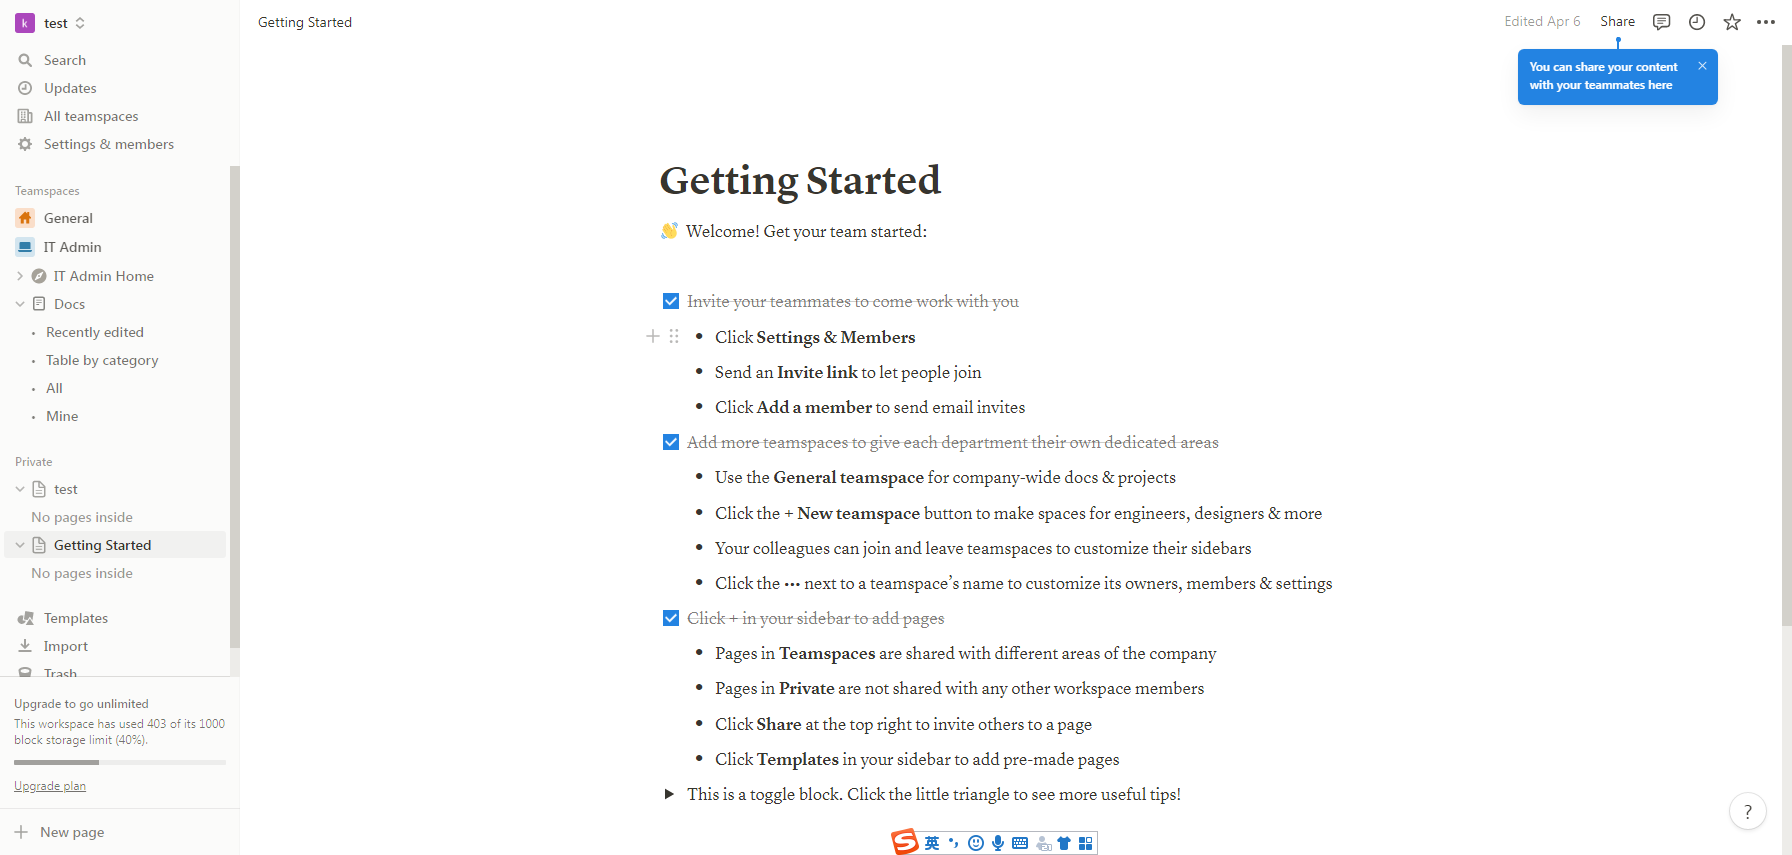 k test
Search
Updates
All teamspaces
Settings & members
Teamspaces
General
IT Admin
IT Admin Home
Docs
Recently edited
Table by category
All
Mine
Private
test
No pages inside
Getting Started
No pages inside
Templates
Import
Trash
Upgrade to go unlimited
This workspace has used 403 of its 1000
block storage limit (40%).
Upgrade plan
New page
Getting Started
Edited Apr 6 Share
You can share your content
with your teammates here
Getting Started
👋 Welcome! Get your team started:
Invite your teammates to come work with you
• Click Settings & Members
• Send an Invite link to let people join
• Click Add a member to send email invites
Add more teamspaces to give each department their own dedicated areas
• Use the General teamspace for company-wide docs & projects
• Click the + New teamspace button to make spaces for engineers, designers & more
• Your colleagues can join and leave teamspaces to customize their sidebars
• Click the ••• next to a teamspace’s name to customize its owners, members & settings
Click + in your sidebar to add pages
• Pages in Teamspaces are shared with different areas of the company
• Pages in Private are not shared with any other workspace members
• Click Share at the top right to invite others to a page
• Click Templates in your sidebar to add pre-made pages
This is a toggle block. Click the little triangle to see more useful tips!
?
S 英